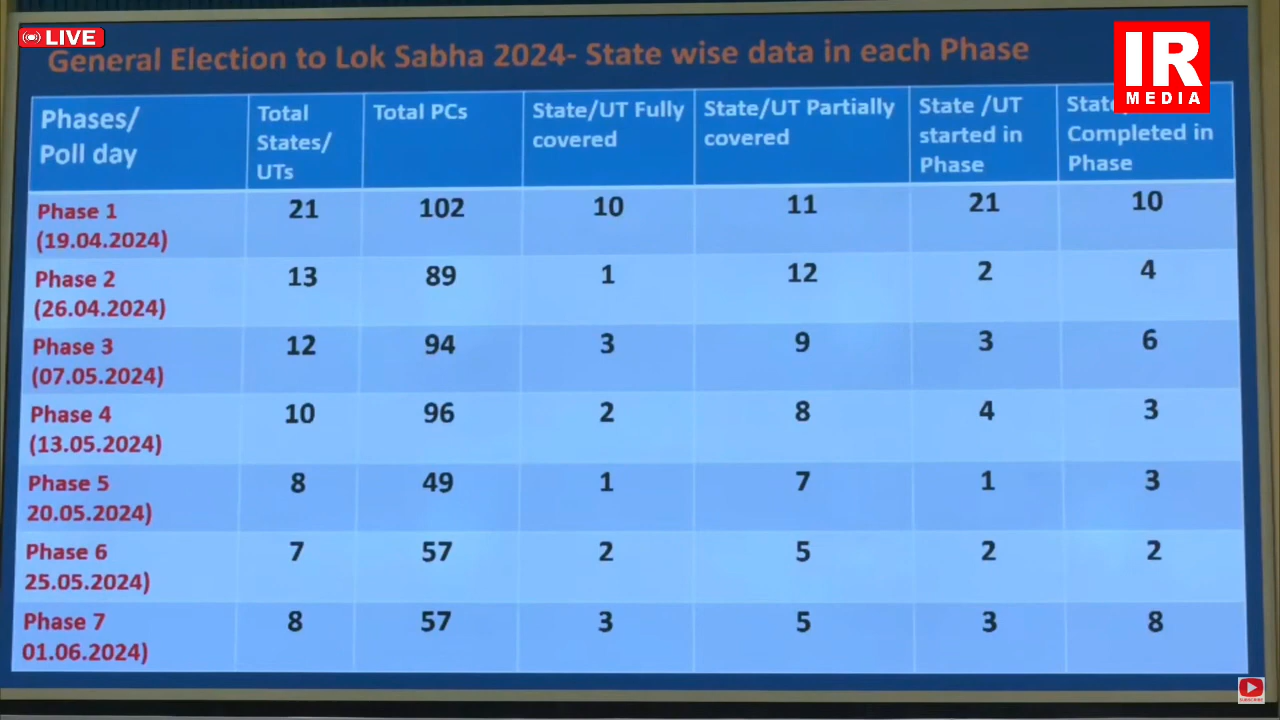 LIVE
IR
MEDIA
General Election to Lok Sabha 2024- State wise data in each Phase
Phases/
Poll day
Total
States/
UTs
Total PCs
State/UT Fully
covered
State/UT Partially
covered
State /UT
started in
Phase
Completed in
Phase
Phase 1
(19.04.2024)
21
102
10
11
21
10
Phase 2
(26.04.2024)
13
89
1
12
2
4
Phase 3
(07.05.2024)
12
94
3
9
3
6
Phase 4
(13.05.2024)
10
96
2
8
4
3
Phase 5
20.05.2024)
8
49
1
7
1
3
Phase 6
25.05.2024)
7
57
2
5
2
2
Phase 7
01.06.2024)
8
57
3
5
3
8